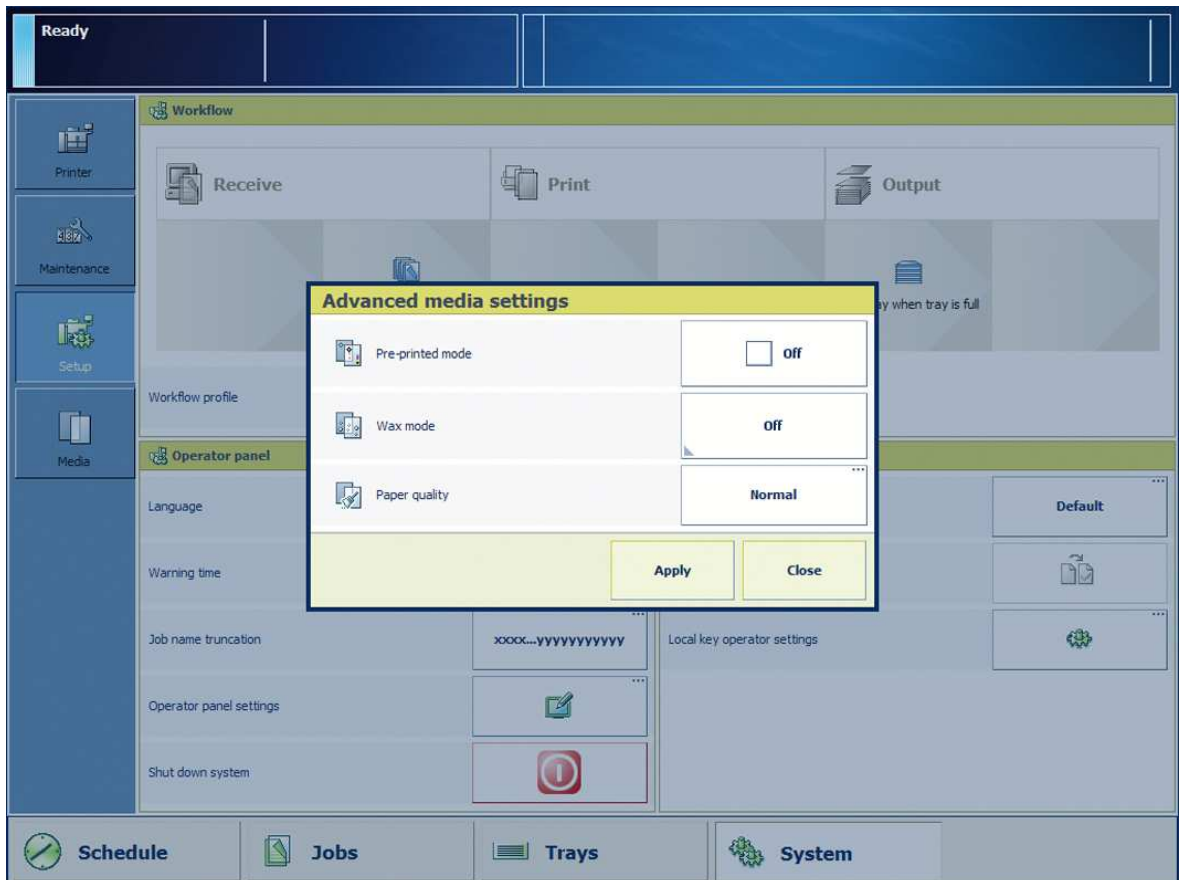 Ready
Printer
Maintenance
Setup
Media
Workflow
Receive
Print
Output
ay when tray is full
Workflow profile
Advanced media settings
Pre-printed mode
Off
Wax mode
Off
Paper quality
Normal
Apply
Close
Operator panel
Language
Default
Warning time
Job name truncation
xxxx...yyyyyyyyyyy
Local key operator settings
Operator panel settings
Shut down system
Schedule
Jobs
Trays
System